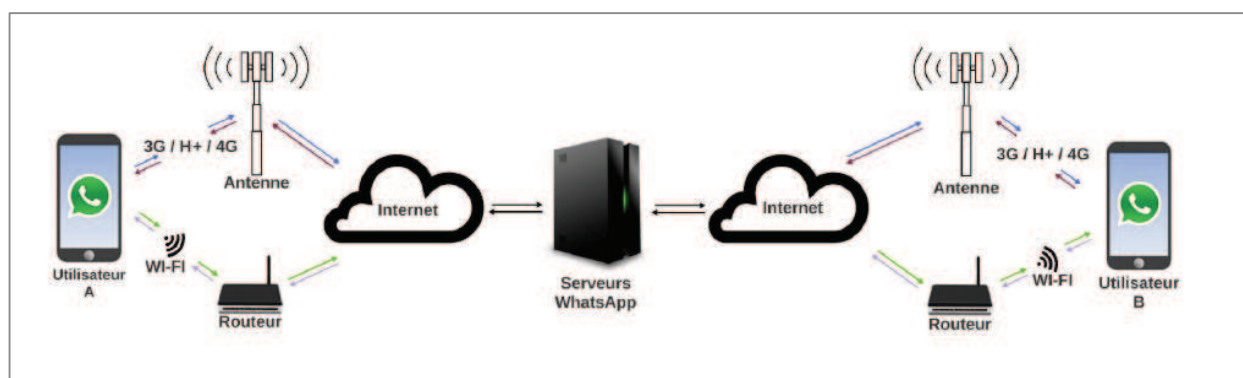 3G / H+ / 4G
Antenne
Internet
WI-FI
Utilisateur
A
Routeur
Serveurs
WhatsApp
Internet
3G / H+ / 4G
Antenne
WI-FI
Utilisateur
B
Routeur